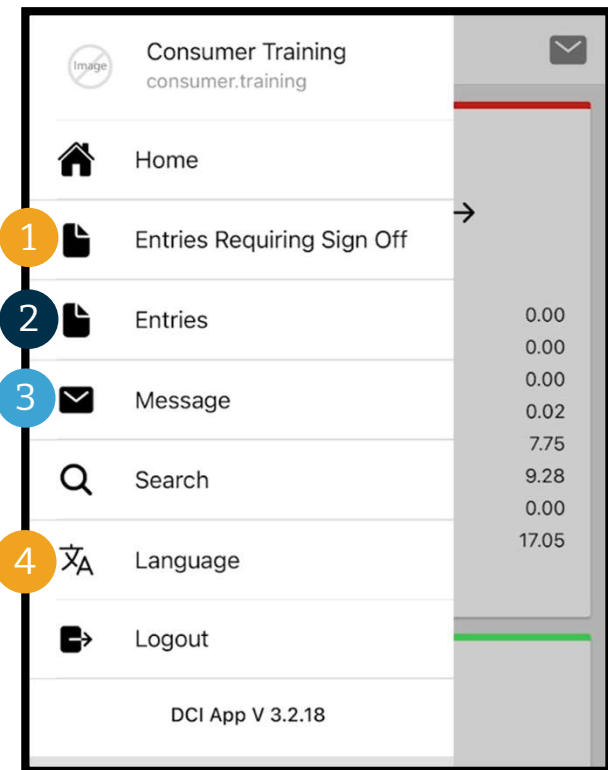 Image
Consumer Training
consumer.training
Home
1
Entries Requiring Sign Off
2
Entries
3
Message
Search
4
文A
Language
Logout
DCI App V 3.2.18
0.00
0.00
0.00
0.02
7.75
9.28
0.00
17.05